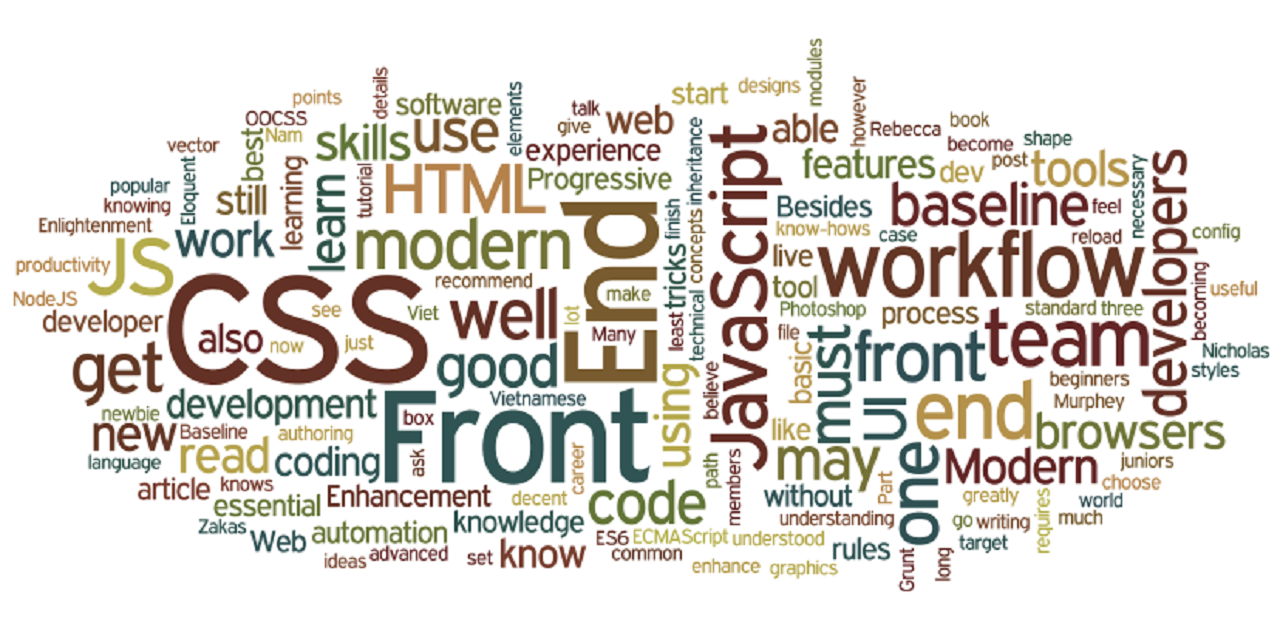 modules
points
details
software
elements
designs
start
however
oocss
Nam
best
skills
use
talk
give
web
able
Rebecca
book
become
shape
vector
experience
inheritance
JavaScript
features
dev
post
tools
popular
knowing
Eloquent
still
learning
learn
tutorial
HTML
Progressive
necessary
developers
Enlightenment
work
modern
End
finish
concepts
Besides
baseline
feel
know-hows
case
reload
config
productivity
JS
recommend
tricks
live
workflow
tool
useful
becoming
NodeJS
developer
CSS
also
see
now
just
Viet
well
lot
make
Many
least
technical
Photoshop
process
standard
three
file
team
front
must
basic
Nicholas
styles
get
good
believe
beginners
Murphey
newbie
development
Vietnamese
Front
box
ask
using
like
UI
end
browsers
new
Baseline
authoring
language
read
coding
career
path
members
may
one
Modern
juniors
choose
article
knows
essential
Enhancement
decent
code
without
Part
greatly
requires
world
much
Zakas
Web
automation
knowledge
understanding
go
writing
target
ideas
advanced
set
know
ES6
ECMAScript
understood
common
enhance
graphics
rules
Grunt
long